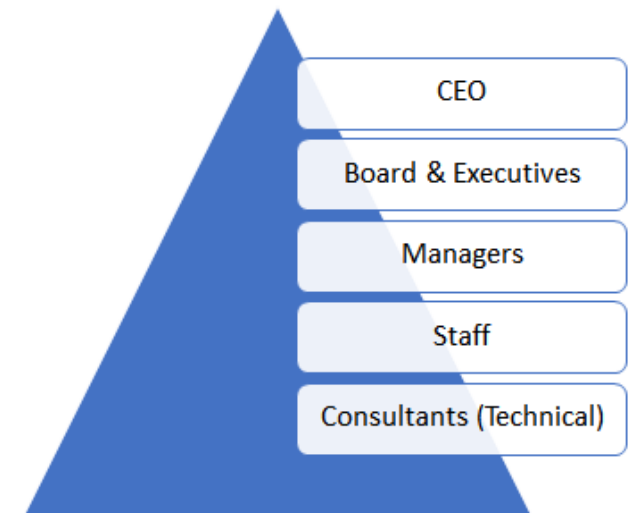 CEO
Board & Executives
Managers
Staff
Consultants (Technical)